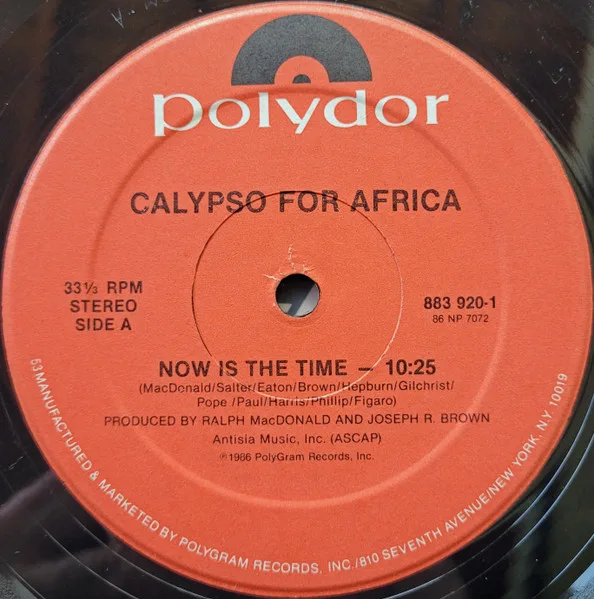 polydor
CALYPSO FOR AFRICA
33⅓ RPM
STEREO
SIDE A
883 920-1
86 NP 7072
NOW IS THE TIME — 10:25
(MacDonald/Salter/Eaton/Brown/Hepburn/Gilchrist/
Pope /Paul/Harris/Phillip/Figaro)
PRODUCED BY RALPH MacDONALD AND JOSEPH R. BROWN
Antisia Music, Inc. (ASCAP)
℗1986 PolyGram Records, Inc.
53 MANUFACTURED & MARKETED BY POLYGRAM RECORDS, INC./810 SEVENTH AVENUE/NEW YORK, N.Y. 10019